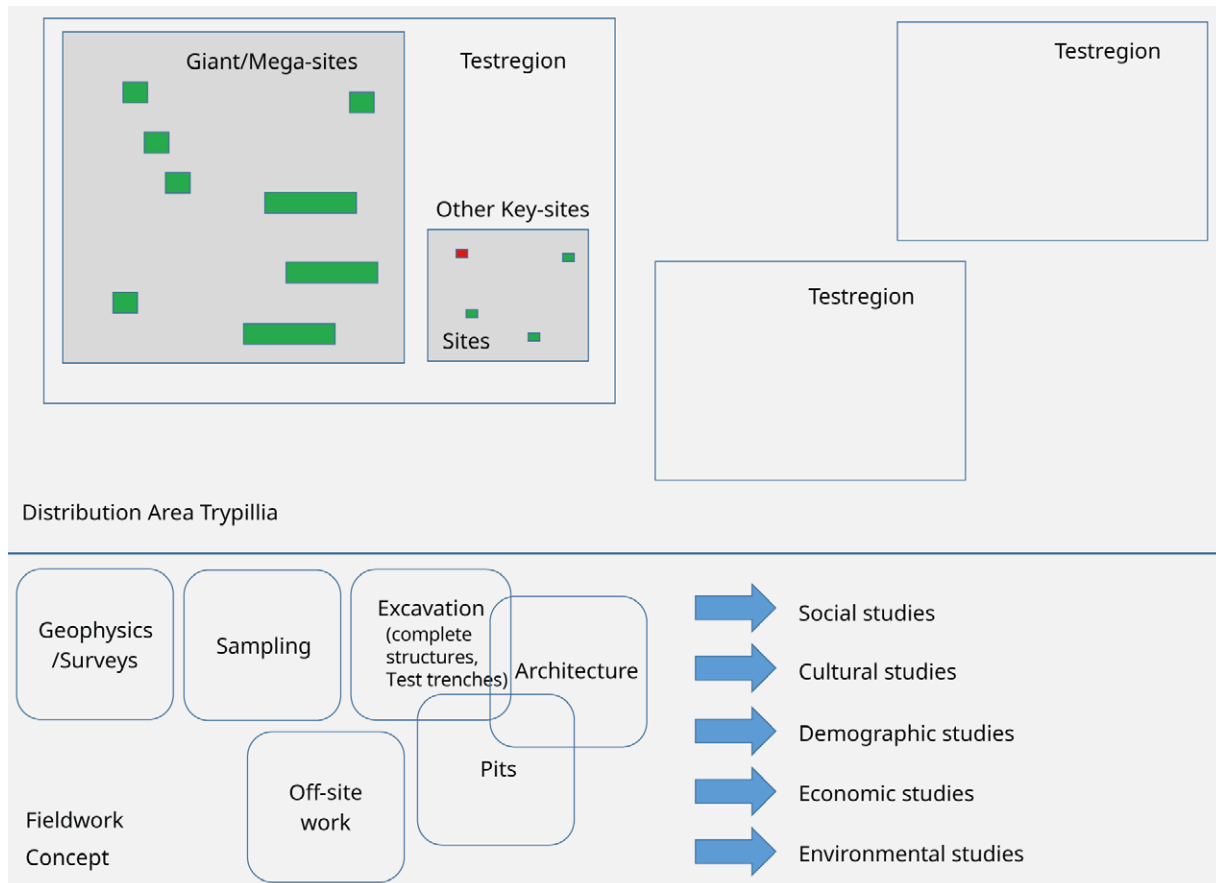 Giant/Mega-sites
Testregion
Testregion
Other Key-sites
Sites
Testregion
Distribution Area Trypillia
Geophysics
/Surveys
Sampling
Excavation
(complete
structures,
Test trenches)
Architecture
Pits
Off-site
work
Fieldwork
Concept
Social studies
Cultural studies
Demographic studies
Economic studies
Environmental studies